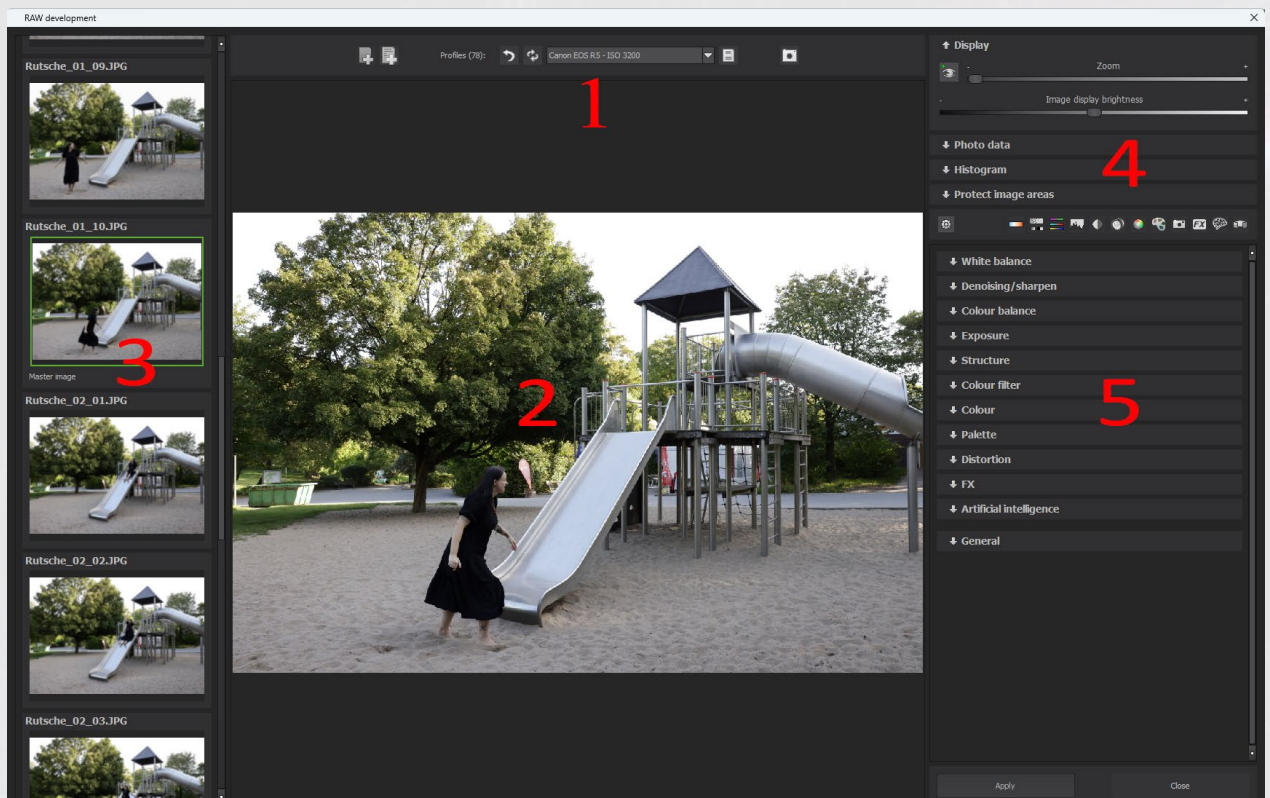 RAW development
Rutsche_01_09.JPG
Rutsche_01_10.JPG
Master image
3
Rutsche_02_01.JPG
Rutsche_02_02.JPG
Rutsche_02_03.JPG
Profiles (78):
Canon EOS R5 - ISO 3200
1
2
Display
- Zoom +
- Image display brightness +
Photo data
4
Histogram
Protect image areas
FX
White balance
Denoising/sharpen
Colour balance
Exposure
Structure
Colour filter
5
Colour
Palette
Distortion
FX
Artificial intelligence
General
Apply
Close